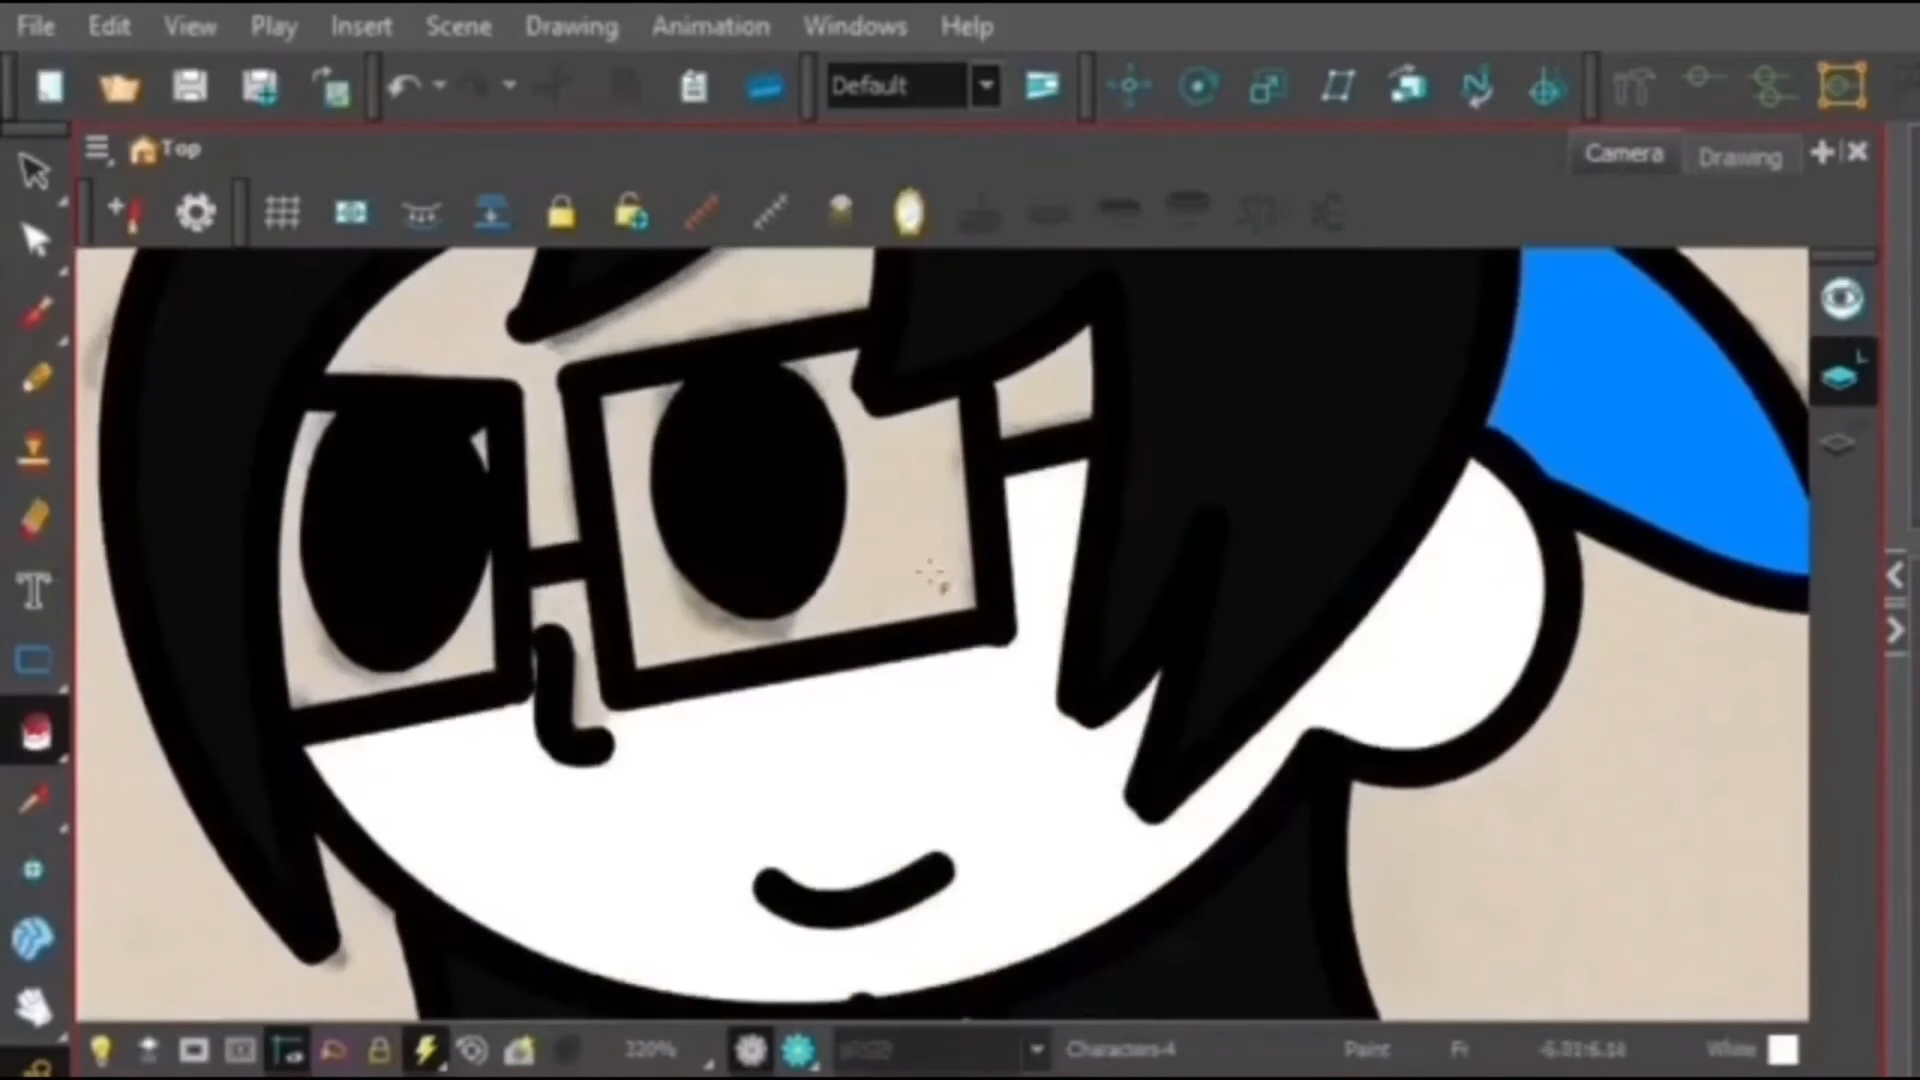 File Edit View Play Insert Scene Drawing Animation Windows Help
Default
Top
Camera Drawing
L
T
320% Characters-4 Paint Fr White